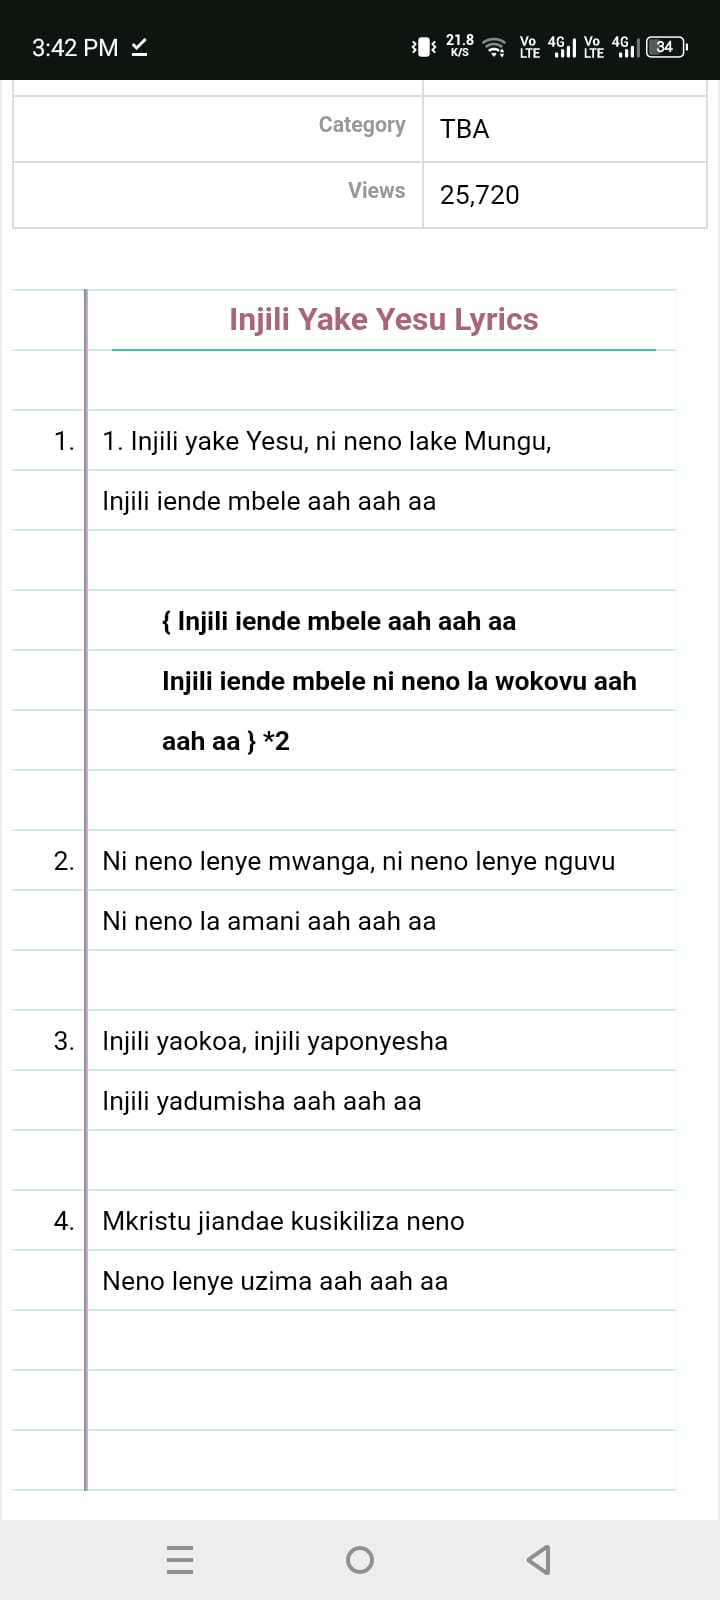 3:42 PM
21.8 K/S Vo LTE 4G Vo LTE 4G 34
Category TBA
Views 25,720
Injili Yake Yesu Lyrics
1. 1. Injili yake Yesu, ni neno lake Mungu,
Injili iende mbele aah aah aa
{ Injili iende mbele aah aah aa
Injili iende mbele ni neno la wokovu aah
aah aa } *2
2. Ni neno lenye mwanga, ni neno lenye nguvu
Ni neno la amani aah aah aa
3. Injili yaokoa, injili yaponyesha
Injili yadumisha aah aah aa
4. Mkristu jiandae kusikiliza neno
Neno lenye uzima aah aah aa